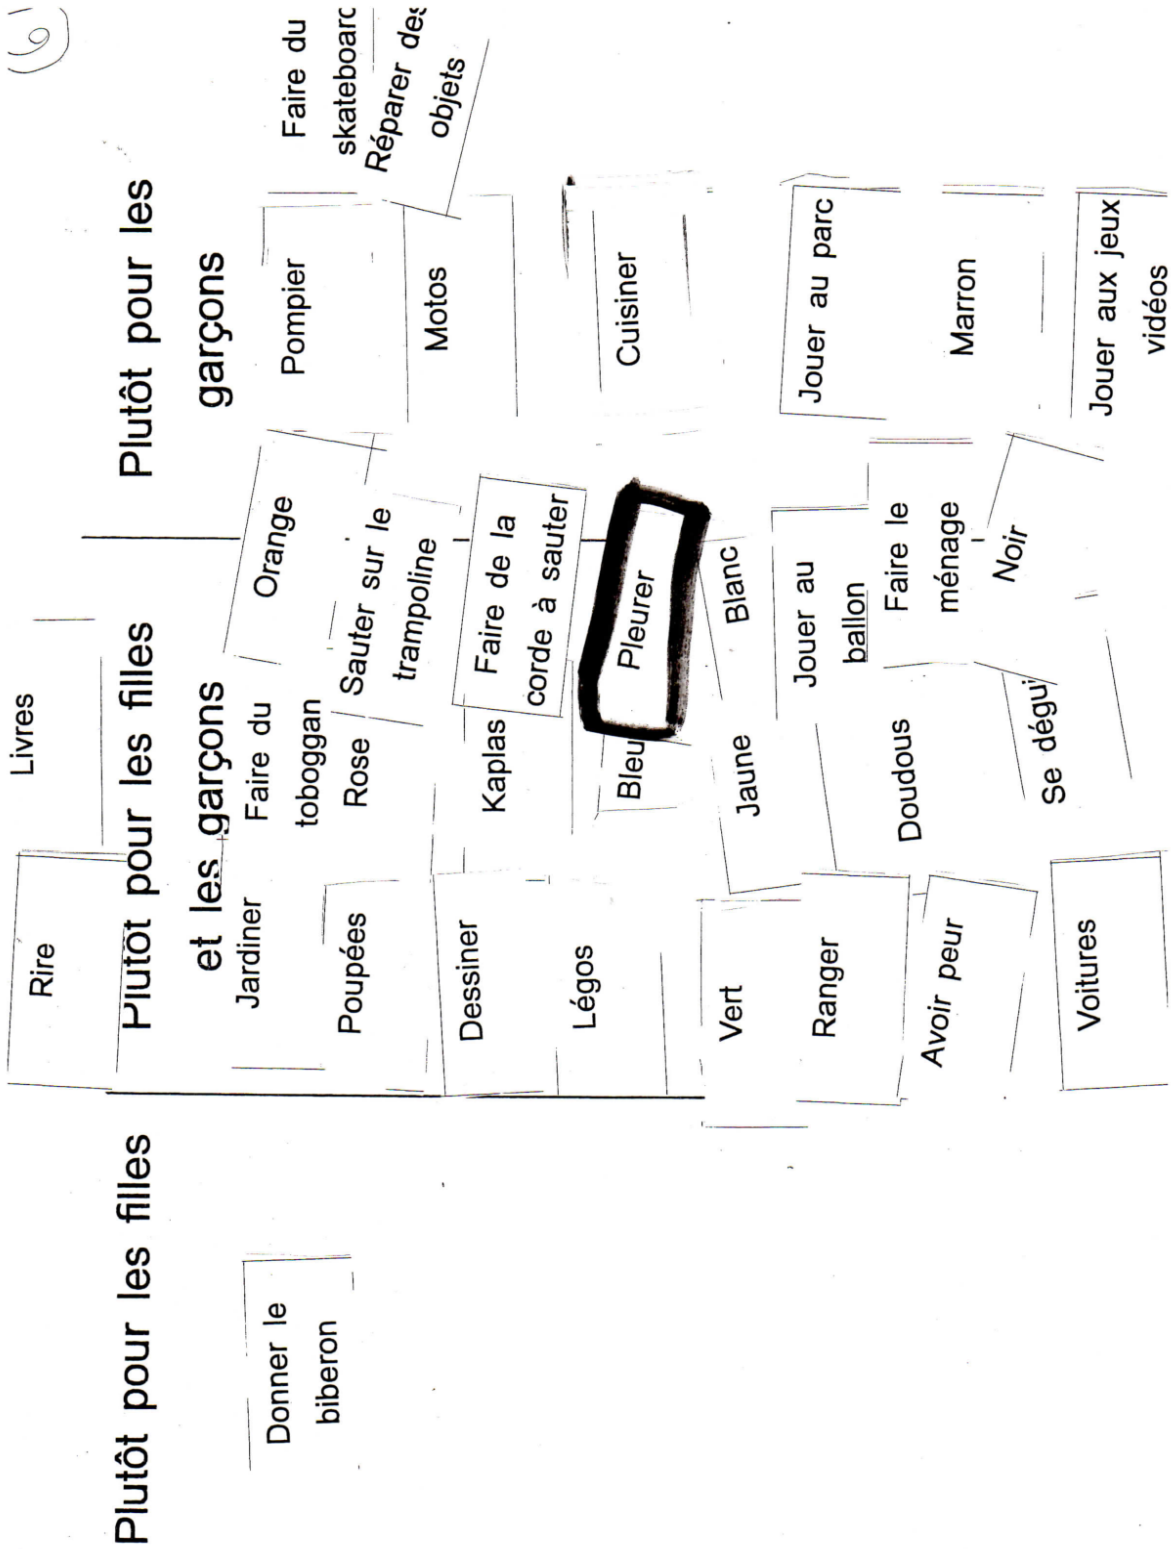 Plutôt pour les filles
Donner le
biberon
Rire
Livres
Plutôt pour les filles
et les garçons
Jardiner
Poupées
Dessiner
Légos
Vert
Ranger
Avoir peur
Voitures
Faire du
toboggan
Rose
Kaplas
Bleu
Jaune
Doudous
Se dégui
Orange
Sauter sur le
trampoline
Faire de la
corde à sauter
Pleurer
Blanc
Jouer au
ballon
Faire le
ménage
Noir
Plutôt pour les
garçons
Pompier
Motos
Cuisiner
Jouer au parc
Marron
Jouer aux jeux
vidéos
Faire du
skateboard
Réparer des
objets